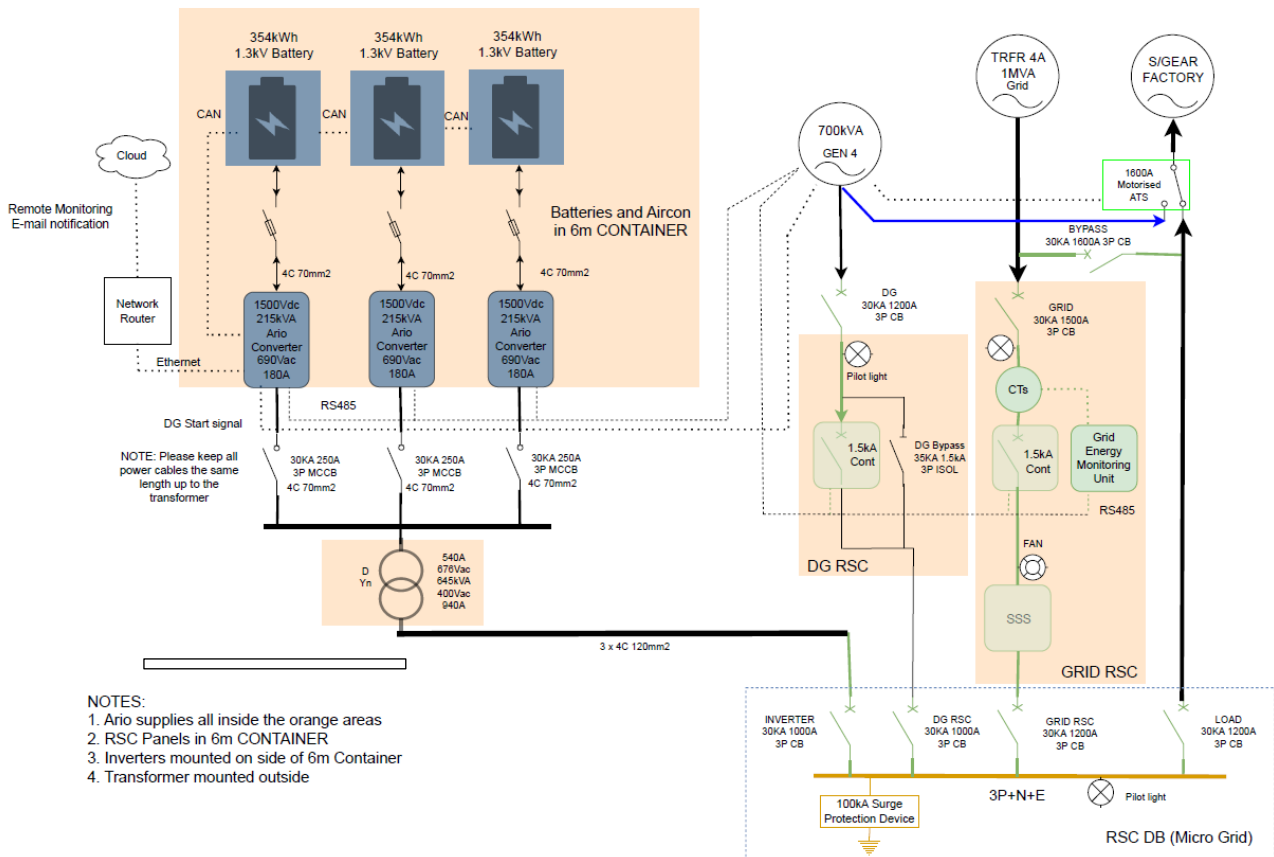 354kWh
1.3kV Battery
354kWh
1.3kV Battery
354kWh
1.3kV Battery
CAN
CAN
CAN
Cloud
Remote Monitoring
E-mail notification
Batteries and Aircon
in 6m CONTAINER
4C 70mm2
4C 70mm2
4C 70mm2
Network
Router
Ethernet
1500Vdc
215kVA
Ario
Converter
690Vac
180A
1500Vdc
215kVA
Ario
Converter
690Vac
180A
1500Vdc
215kVA
Ario
Converter
690Vac
180A
RS485
DG Start signal
NOTE: Please keep all
power cables the same
length up to the
transformer
30KA 250A
3P MCCB
4C 70mm2
30KA 250A
3P MCCB
4C 70mm2
30KA 250A
3P MCCB
4C 70mm2
D
Yn
540A
676Vac
645kVA
400Vac
940A
3 x 4C 120mm2
NOTES:
1. Ario supplies all inside the orange areas
2. RSC Panels in 6m CONTAINER
3. Inverters mounted on side of 6m Container
4. Transformer mounted outside
700kVA
GEN 4
TRFR 4A
1MVA
Grid
S/GEAR
FACTORY
1600A
Motorised
ATS
BYPASS
30KA 1600A 3P CB
DG
30KA 1200A
3P CB
GRID
30KA 1500A
3P CB
Pilot light
CTs
1.5kA
Cont
DG Bypass
35KA 1.5kA
3P ISOL
1.5kA
Cont
Grid
Energy
Monitoring
Unit
RS485
DG RSC
FAN
SSS
GRID RSC
INVERTER
30KA 1000A
3P CB
DG RSC
30KA 1000A
3P CB
GRID RSC
30KA 1200A
3P CB
LOAD
30KA 1200A
3P CB
3P+N+E
Pilot light
100kA Surge
Protection Device
RSC DB (Micro Grid)